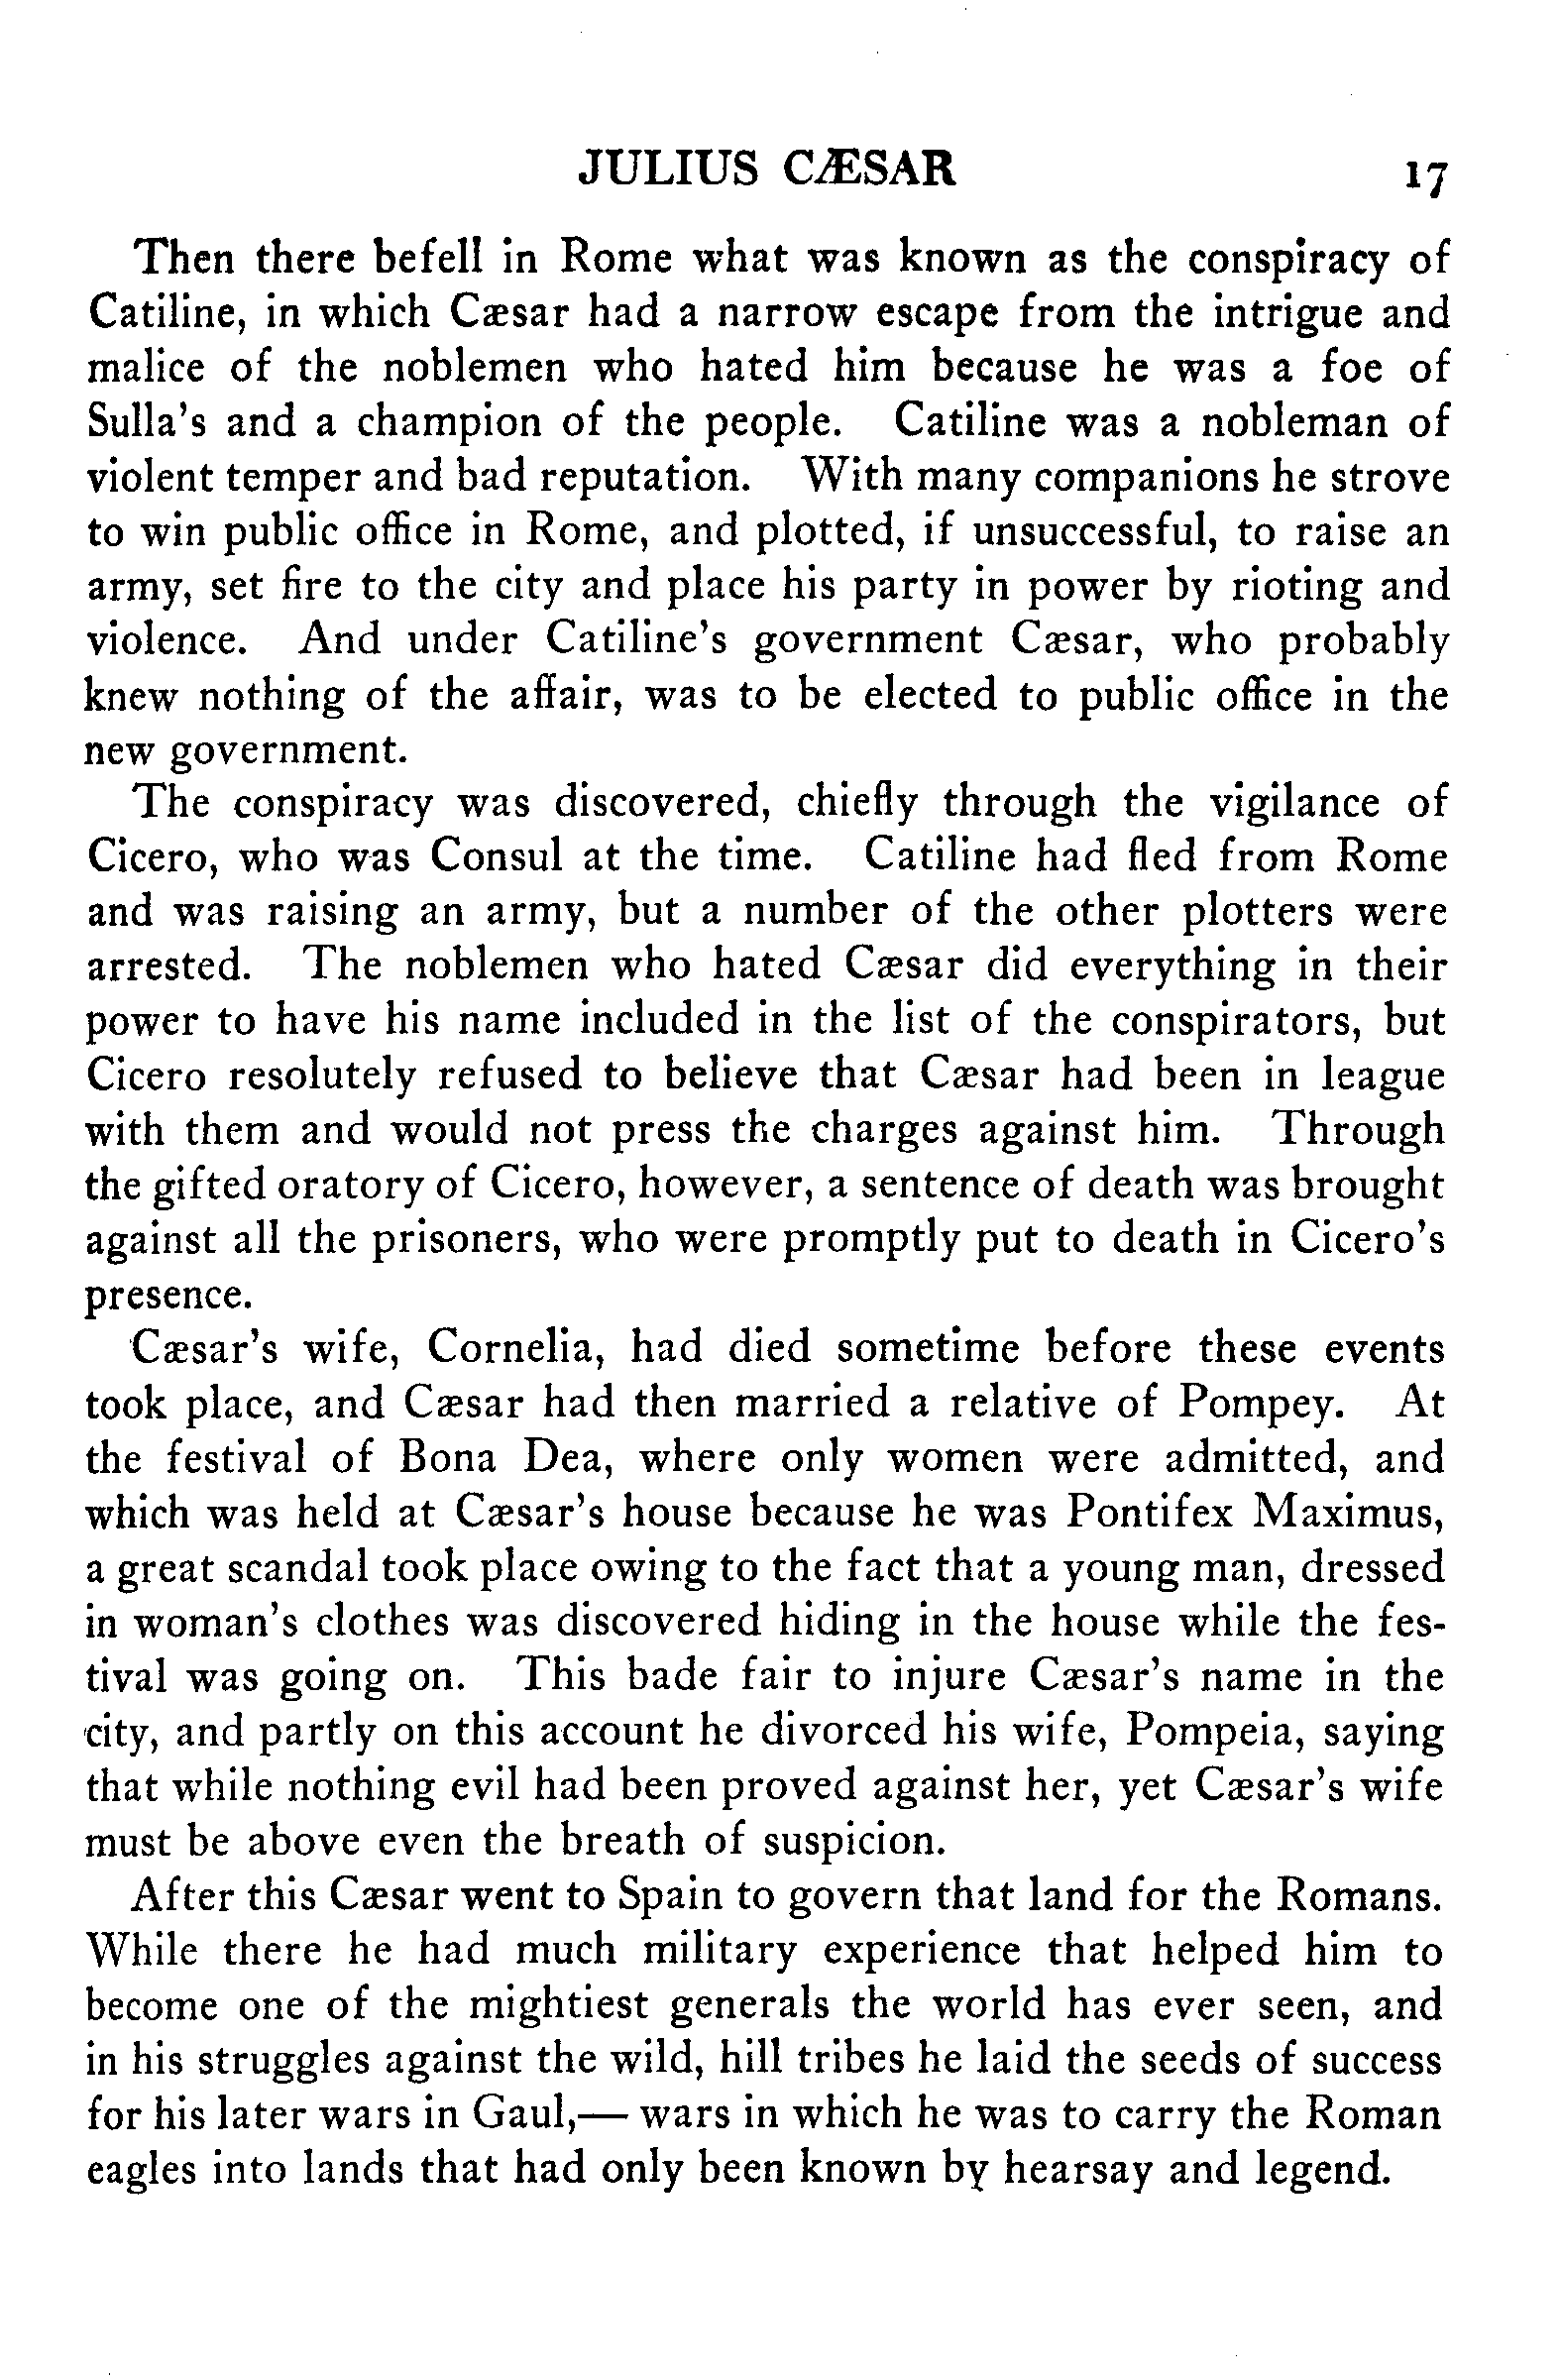 JULIUS CÆSAR 17
Then there befell in Rome what was known as the conspiracy of
Catiline, in which Cæsar had a narrow escape from the intrigue and
malice of the noblemen who hated him because he was a foe of
Sulla's and a champion of the people. Catiline was a nobleman of
violent temper and bad reputation. With many companions he strove
to win public office in Rome, and plotted, if unsuccessful, to raise an
army, set fire to the city and place his party in power by rioting and
violence. And under Catiline's government Cæsar, who probably
knew nothing of the affair, was to be elected to public office in the
new government.
The conspiracy was discovered, chiefly through the vigilance of
Cicero, who was Consul at the time. Catiline had fled from Rome
and was raising an army, but a number of the other plotters were
arrested. The noblemen who hated Cæsar did everything in their
power to have his name included in the list of the conspirators, but
Cicero resolutely refused to believe that Cæsar had been in league
with them and would not press the charges against him. Through
the gifted oratory of Cicero, however, a sentence of death was brought
against all the prisoners, who were promptly put to death in Cicero's
presence.
Cæsar's wife, Cornelia, had died sometime before these events
took place, and Cæsar had then married a relative of Pompey. At
the festival of Bona Dea, where only women were admitted, and
which was held at Cæsar's house because he was Pontifex Maximus,
a great scandal took place owing to the fact that a young man, dressed
in woman's clothes was discovered hiding in the house while the fes-
tival was going on. This bade fair to injure Cæsar's name in the
city, and partly on this account he divorced his wife, Pompeia, saying
that while nothing evil had been proved against her, yet Cæsar's wife
must be above even the breath of suspicion.
After this Cæsar went to Spain to govern that land for the Romans.
While there he had much military experience that helped him to
become one of the mightiest generals the world has ever seen, and
in his struggles against the wild, hill tribes he laid the seeds of success
for his later wars in Gaul,— wars in which he was to carry the Roman
eagles into lands that had only been known by hearsay and legend.